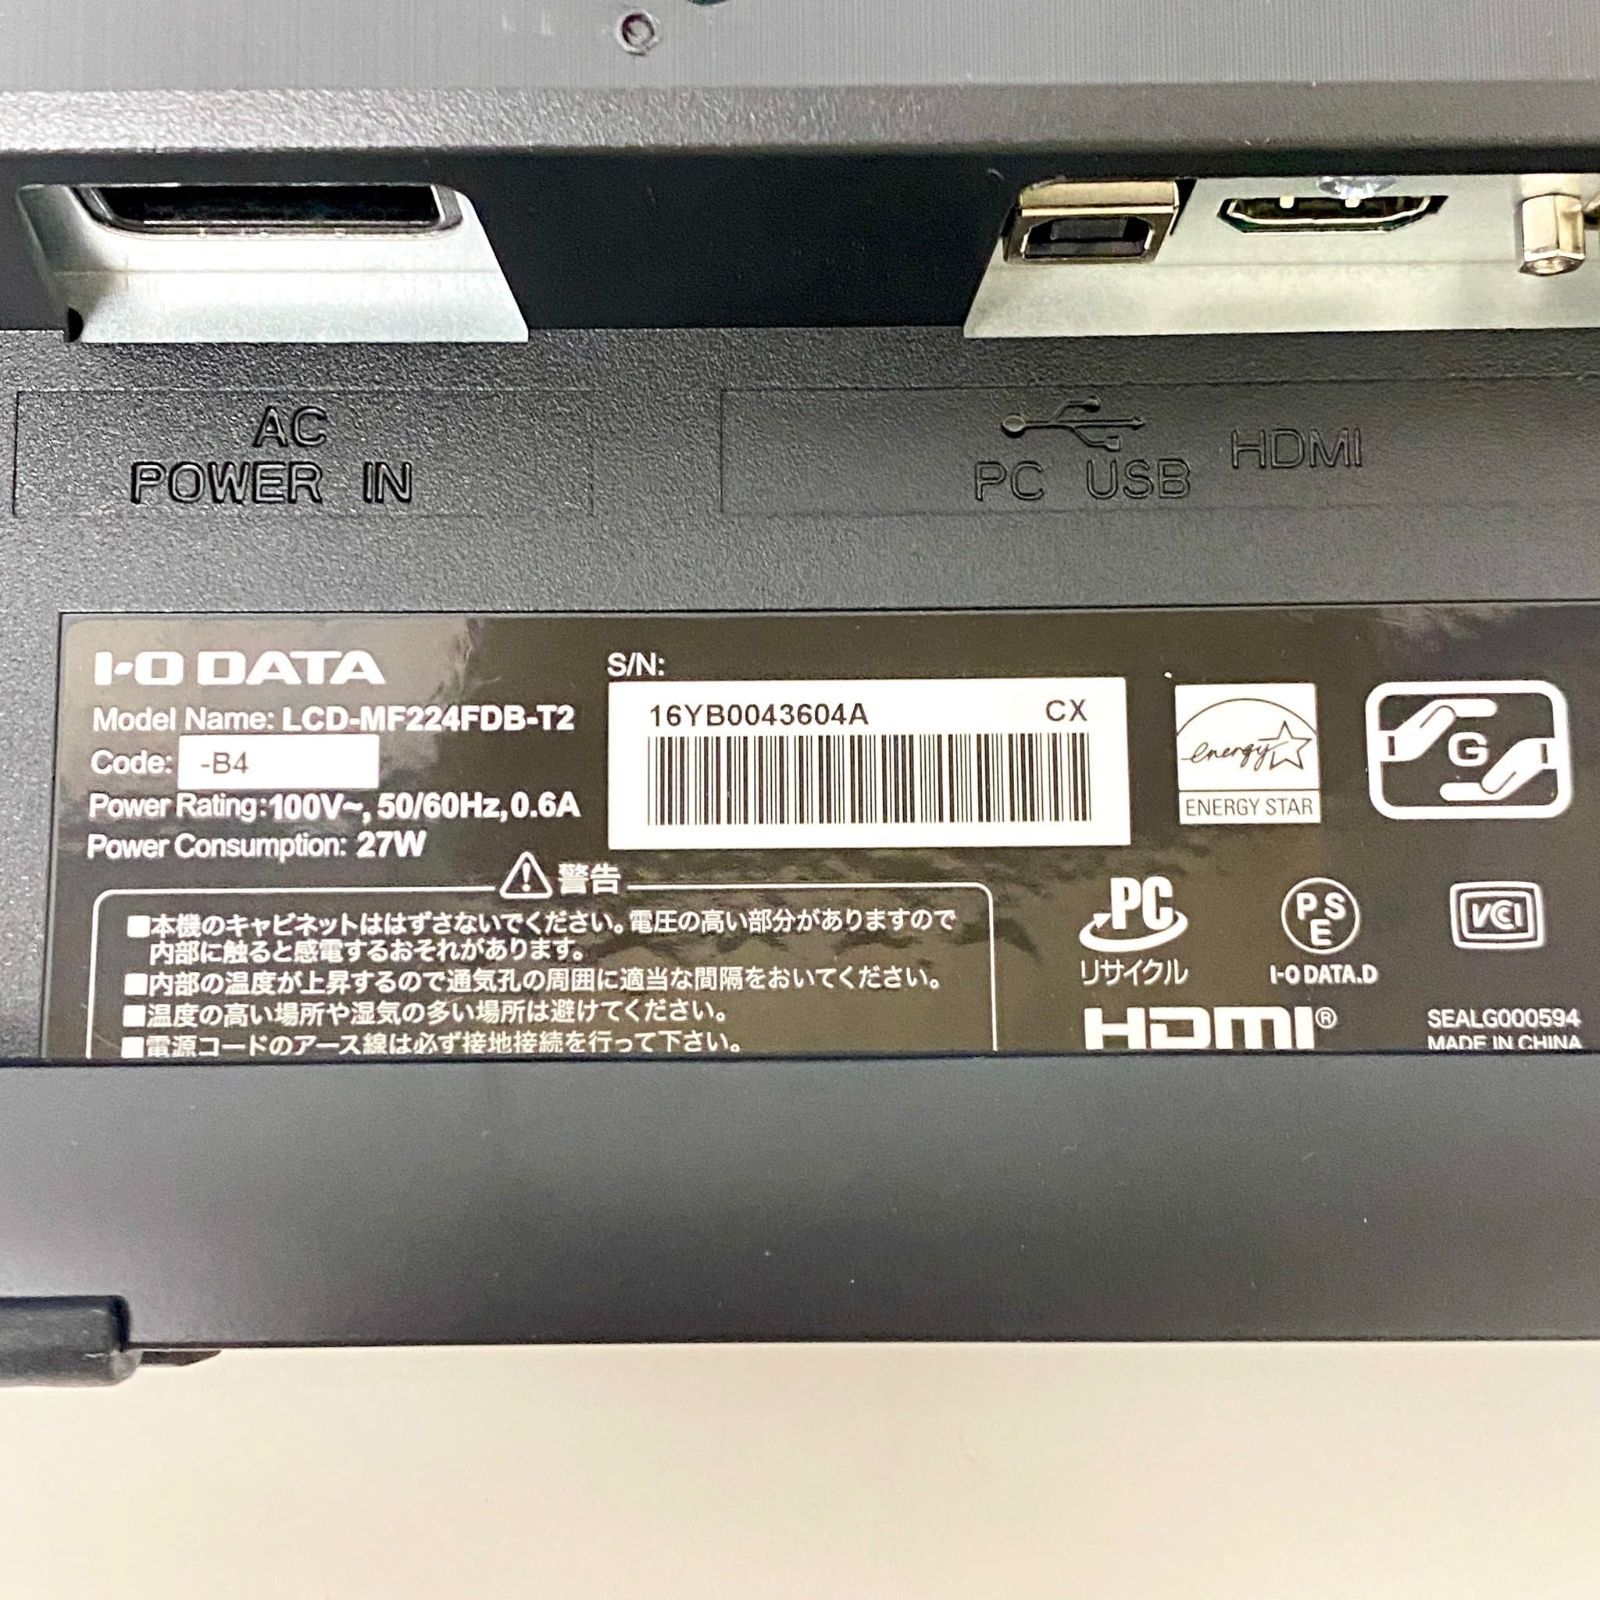 AC
POWER IN
PC USB
HDMI
I-O DATA
Model Name: LCD-MF224FDB-T2
Code: -B4
Power Rating: 100V~, 50/60Hz, 0.6A
Power Consumption: 27W
S/N:
16YB0043604A CX
energy
ENERGY STAR
G
警告
■本機のキャビネットははずさないでください。電圧の高い部分がありますので
内部に触ると感電するおそれがあります。
■内部の温度が上昇するので通気孔の周囲に適当な間隔をおいてください。
■温度の高い場所や湿気の多い場所は避けてください。
■電源コードのアース線は必ず接地接続を行って下さい。
PC
リサイクル
PS
E
I-O DATA.D
VCCI
HDMI®
SEALG000594
MADE IN CHINA